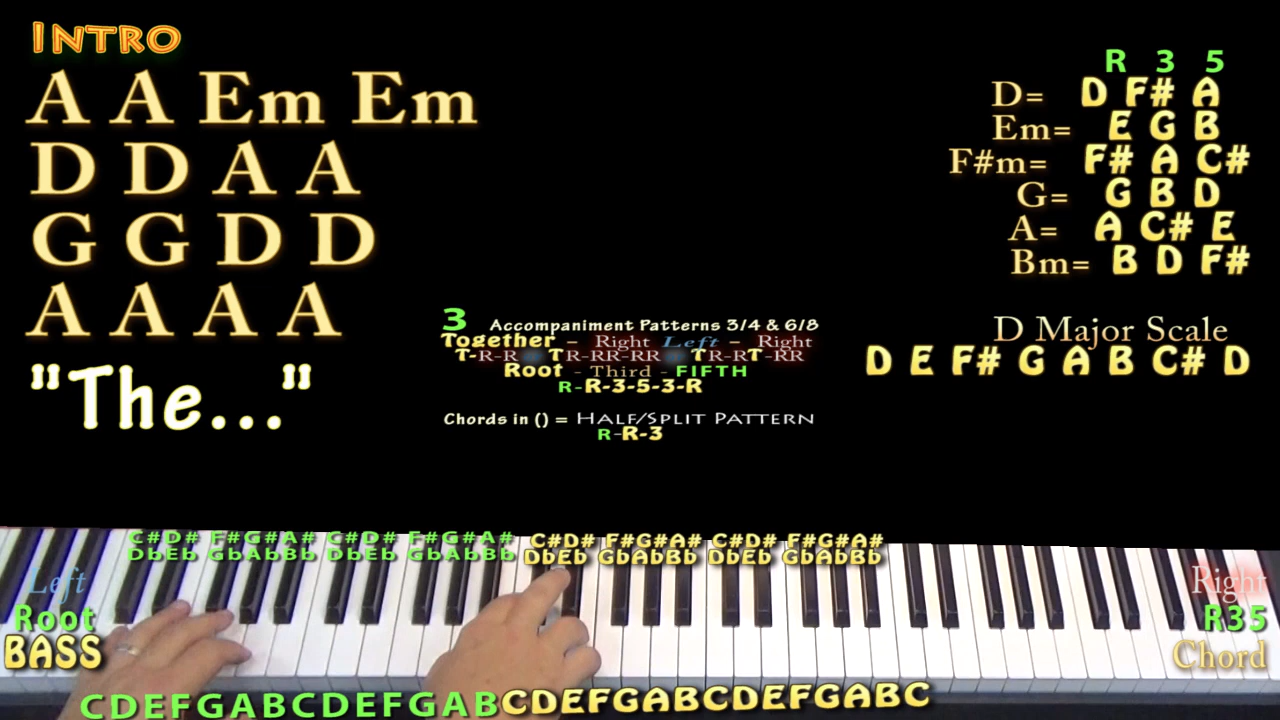 INTRO
A A Em Em
D D A A
G G D D
A A A A
"The..."
R 3 5
D= D F# A
Em= E G B
F#m= F# A C#
G= G B D
A= A C# E
Bm= B D F#
D Major Scale
D E F# G A B C# D
3 Accompaniment Patterns 3/4 & 6/8
Together - Right Left - Right
T-R-R TR-RR-RR TR-RT-RR
Root - Third - FIFTH
R-R-3-5-3-R
Chords in () = HALF/SPLIT PATTERN
R-R-3
C#D# F#G#A# C#D# F#G#A# C#D# F#G#A# C#D# F#G#A#
DbEb GbAbBb DbEb GbAbBb DbEb GbAbBb DbEb GbAbBb
Left
Root
BASS
Right
R35
Chord
CDEFGABCDEFGABCDEFGABCDEFGABC